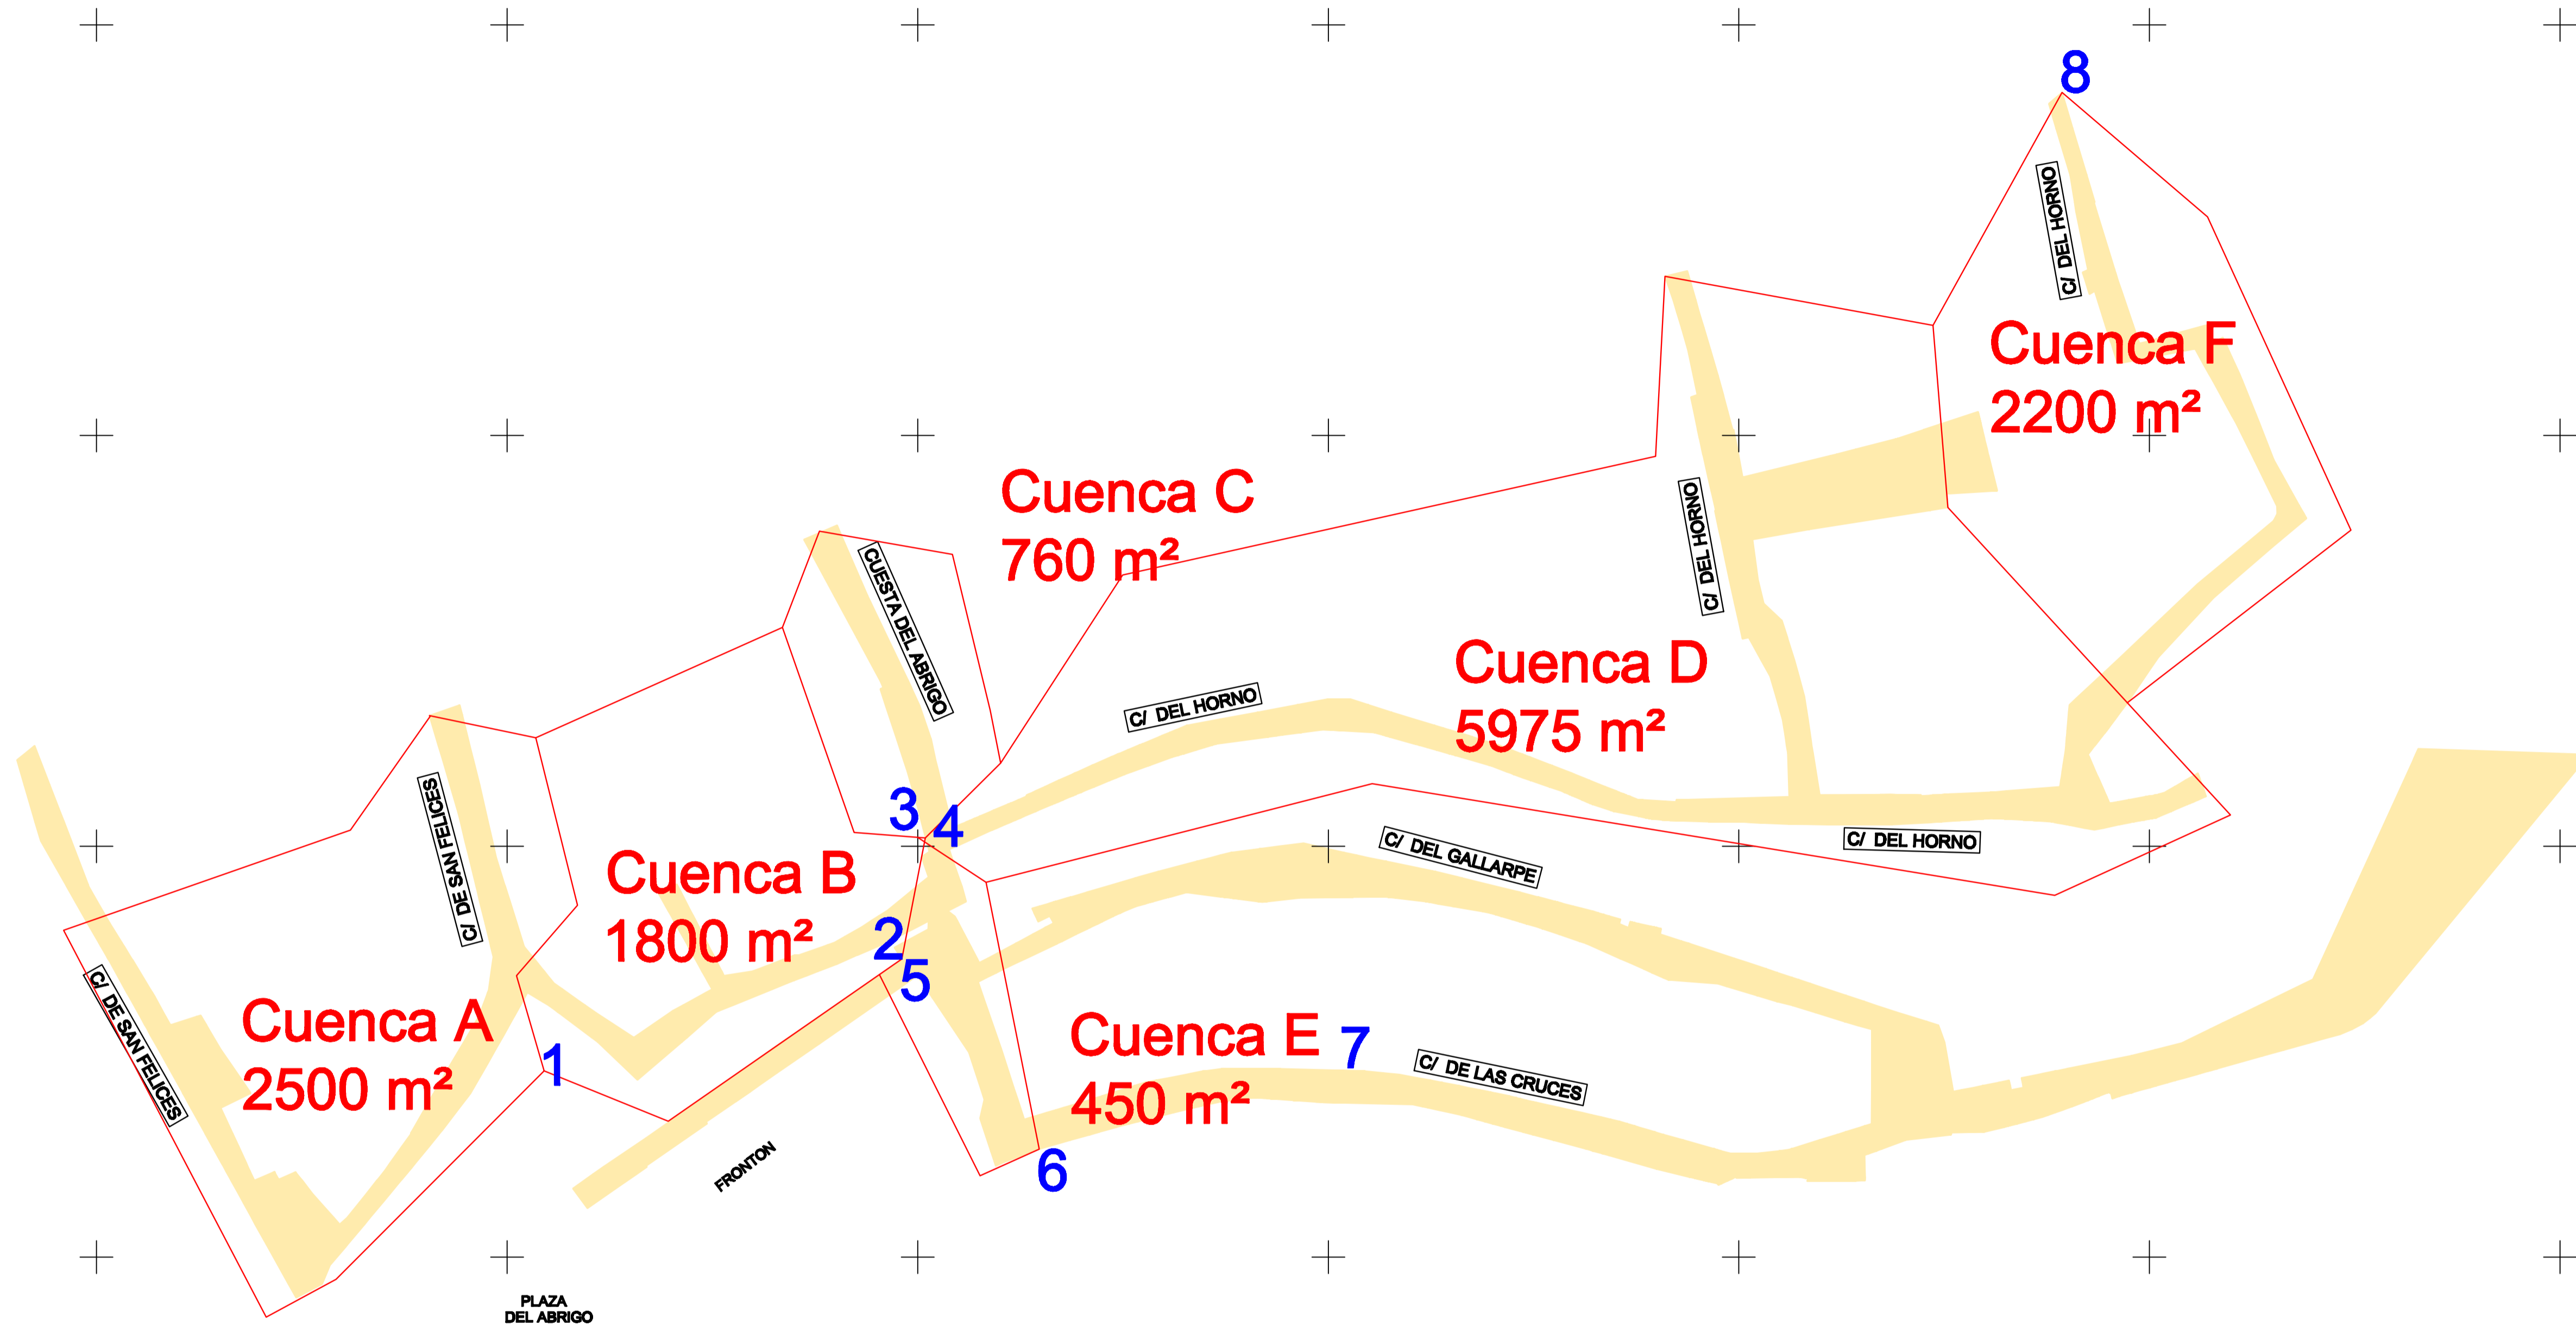 8
C/ DEL HORNO
Cuenca F
2200 m²
Cuenca C
760 m²
C/ DEL HORNO
CUESTA DEL ABRIGO
Cuenca D
5975 m²
C/ DEL HORNO
3
4
C/ DE SAN FELICES
C/ DEL HORNO
C/ DEL GALLARPE
Cuenca B
1800 m²
2
5
C/ DE SAN FELICES
Cuenca A
2500 m²
1
Cuenca E
450 m²
7
C/ DE LAS CRUCES
6
FRONTON
PLAZA
DEL ABRIGO